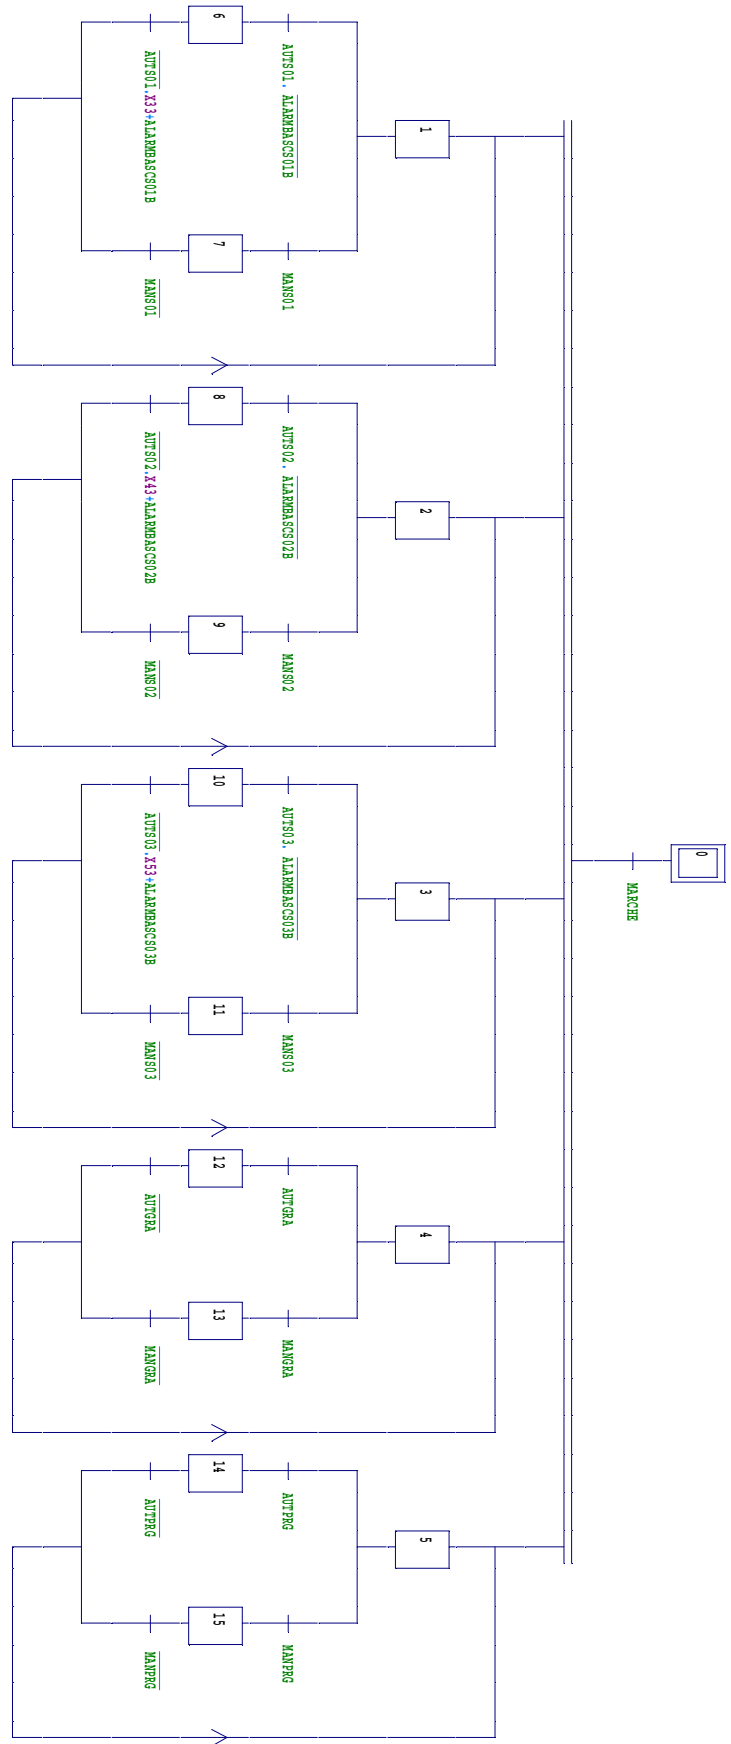 0
MARCHE
1
2
3
4
5
AUTS01. ALARMBASCS01B
MANS01
AUTS02. ALARMBASCS02B
MANS02
AUTS03. ALARMBASCS03B
MANS03
AUTGRA
MANGRA
AUTPRG
MANPRG
6
7
8
9
10
11
12
13
14
15
AUTS01.X33+ALARMBASCS01B
MANS01
AUTS02.X43+ALARMBASCS02B
MANS02
AUTS03.X53+ALARMBASCS03B
MANS03
AUTGRA
MANGRA
AUTPRG
MANPRG